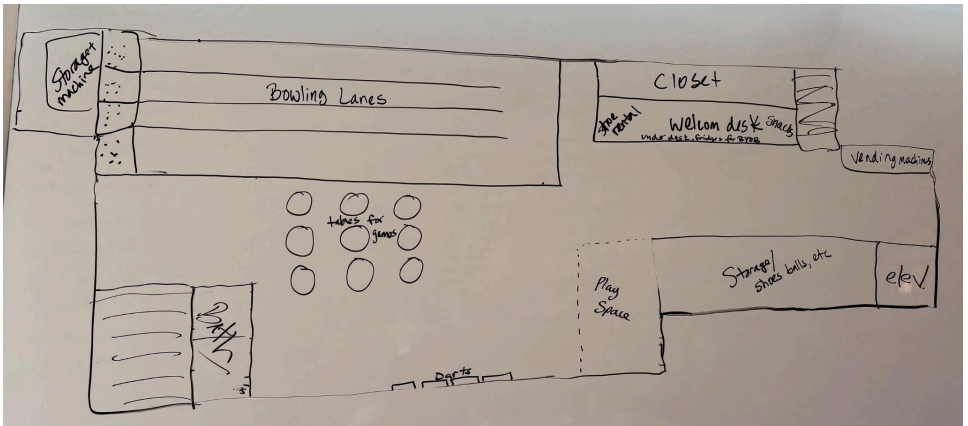 Storage +
machine
Bowling Lanes
Closet
Shoe
rental
Welcom desk
Snacks
under desk, fridges for BYOB
Vending machines
tables for
games
Play
Space
Storage/
Shoes balls, etc
elev.
Darts